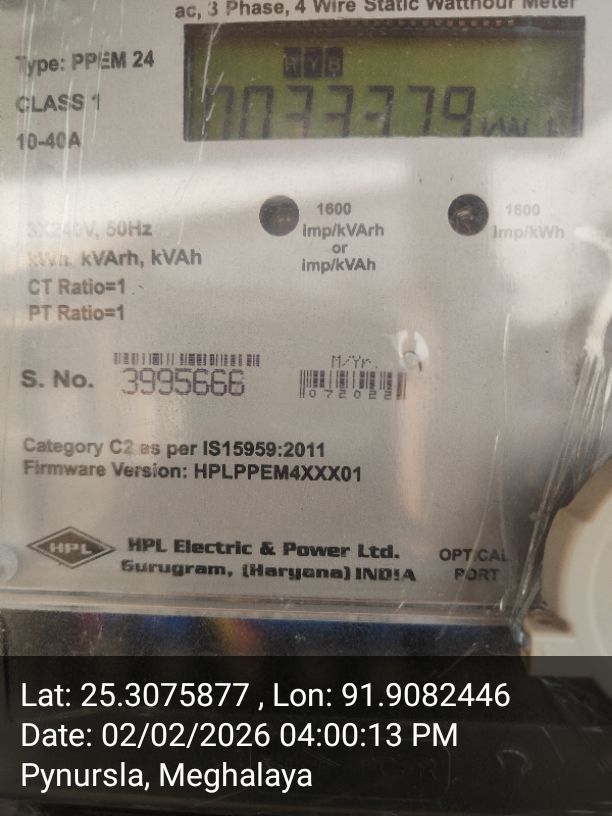 ac, 3 Phase, 4 Wire Static Watthour Meter
Type: PPEM 24
RYB
CLASS 1
10-40A
3X240V, 50Hz
kWh, kVArh, kVAh
CT Ratio=1
PT Ratio=1
1600
imp/kVArh
or
imp/kVAh
1600
imp/kWh
S. No. 3995666
M/Yr.
072022
Category C2 as per IS15959:2011
Firmware Version: HPLPPEM4XXX01
HPL
HPL Electric & Power Ltd.
Gurugram, (Haryana) INDIA
OPTICAL
PORT
Lat: 25.3075877 , Lon: 91.9082446
Date: 02/02/2026 04:00:13 PM
Pynursla, Meghalaya